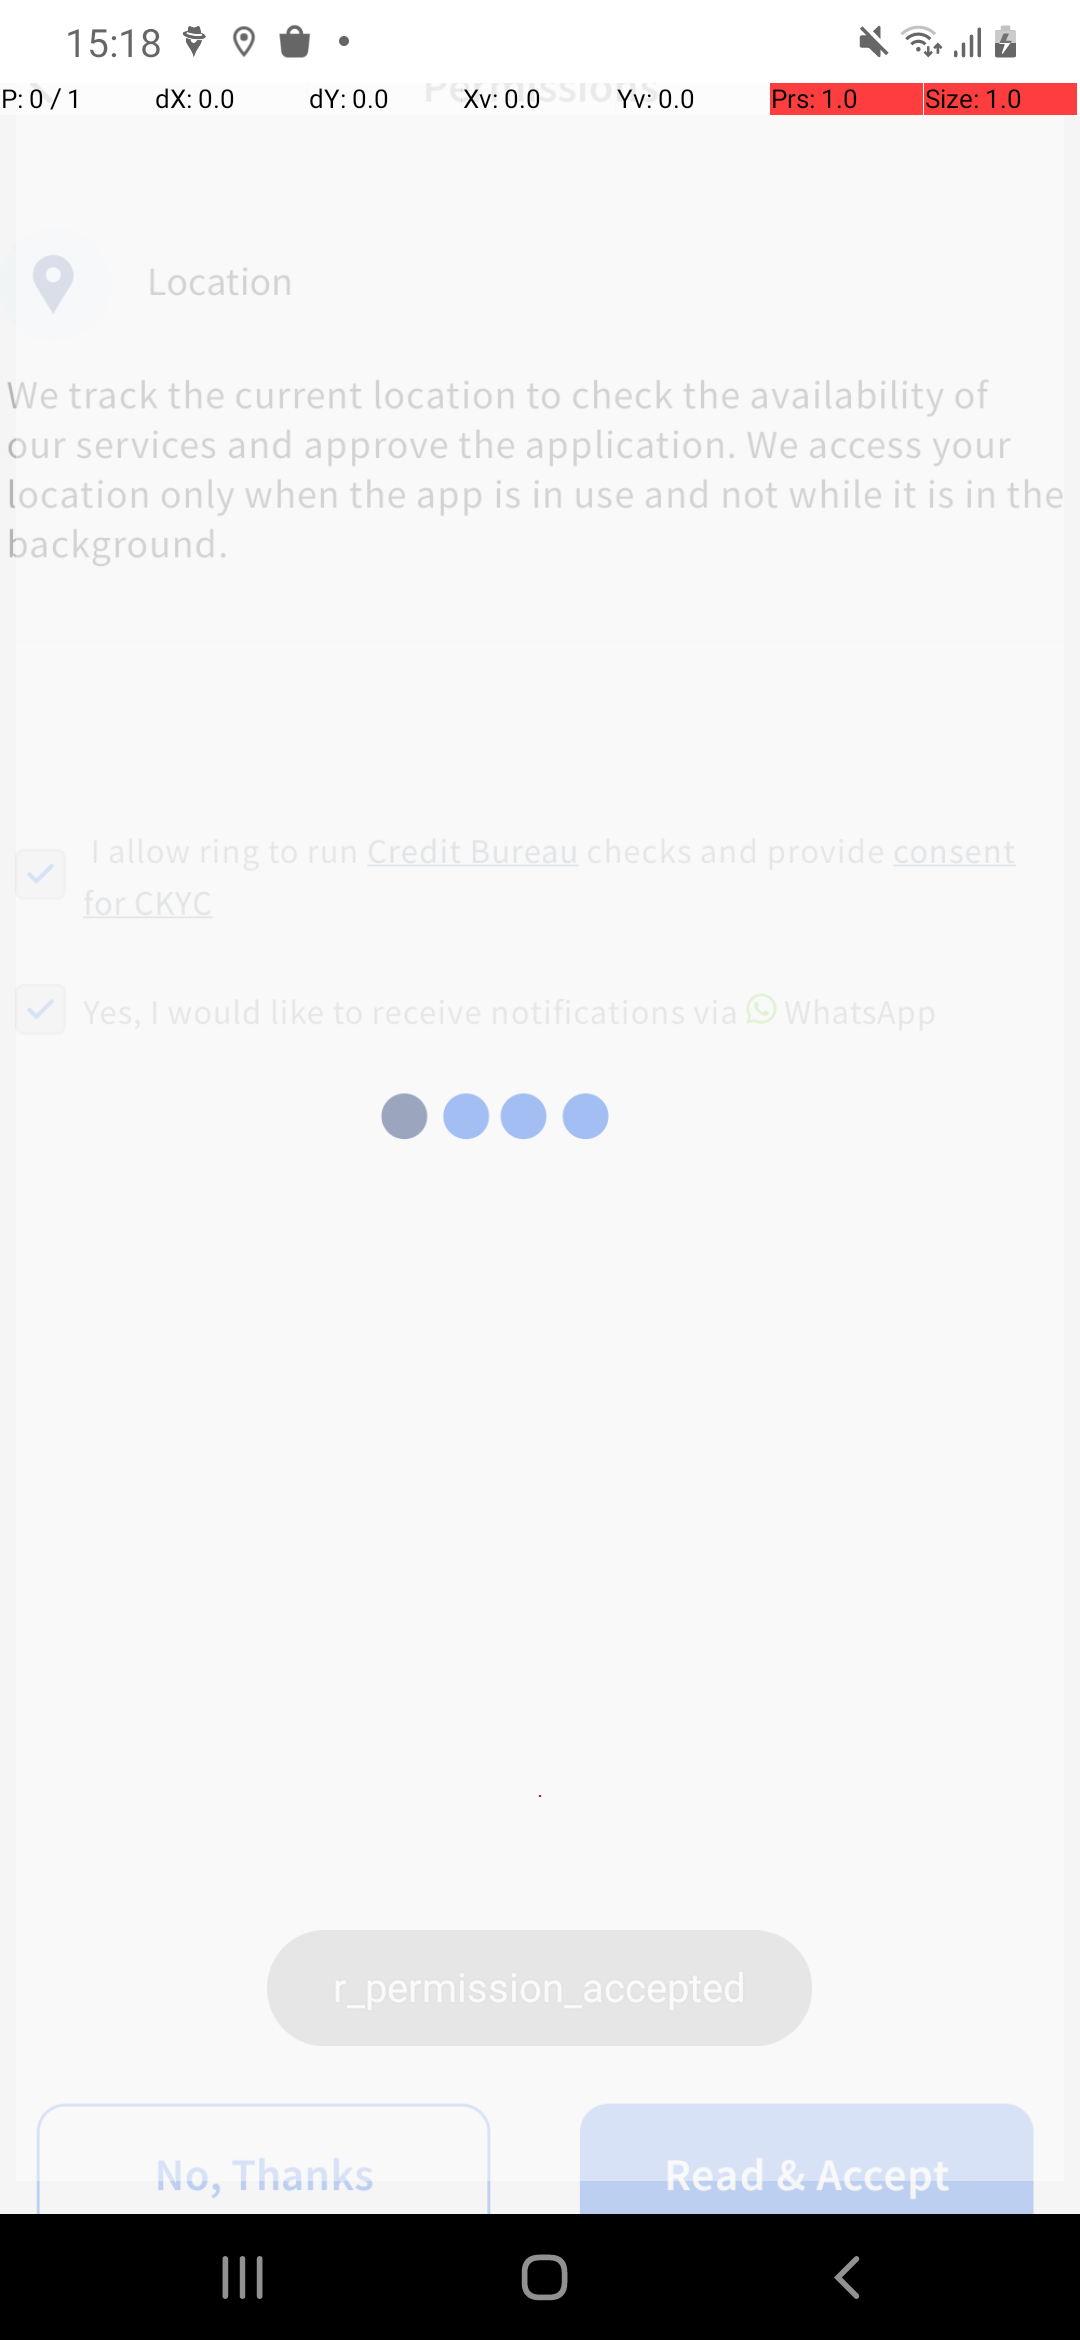 15:18
P: 0 / 1 dX: 0.0 dY: 0.0 Xv: 0.0 Yv: 0.0 Prs: 1.0 Size: 1.0
Permissions
Location
We track the current location to check the availability of
our services and approve the application. We access your
location only when the app is in use and not while it is in the
background.
I allow ring to run Credit Bureau checks and provide consent
for CKYC
Yes, I would like to receive notifications via WhatsApp
r_permission_accepted
No, Thanks
Read & Accept